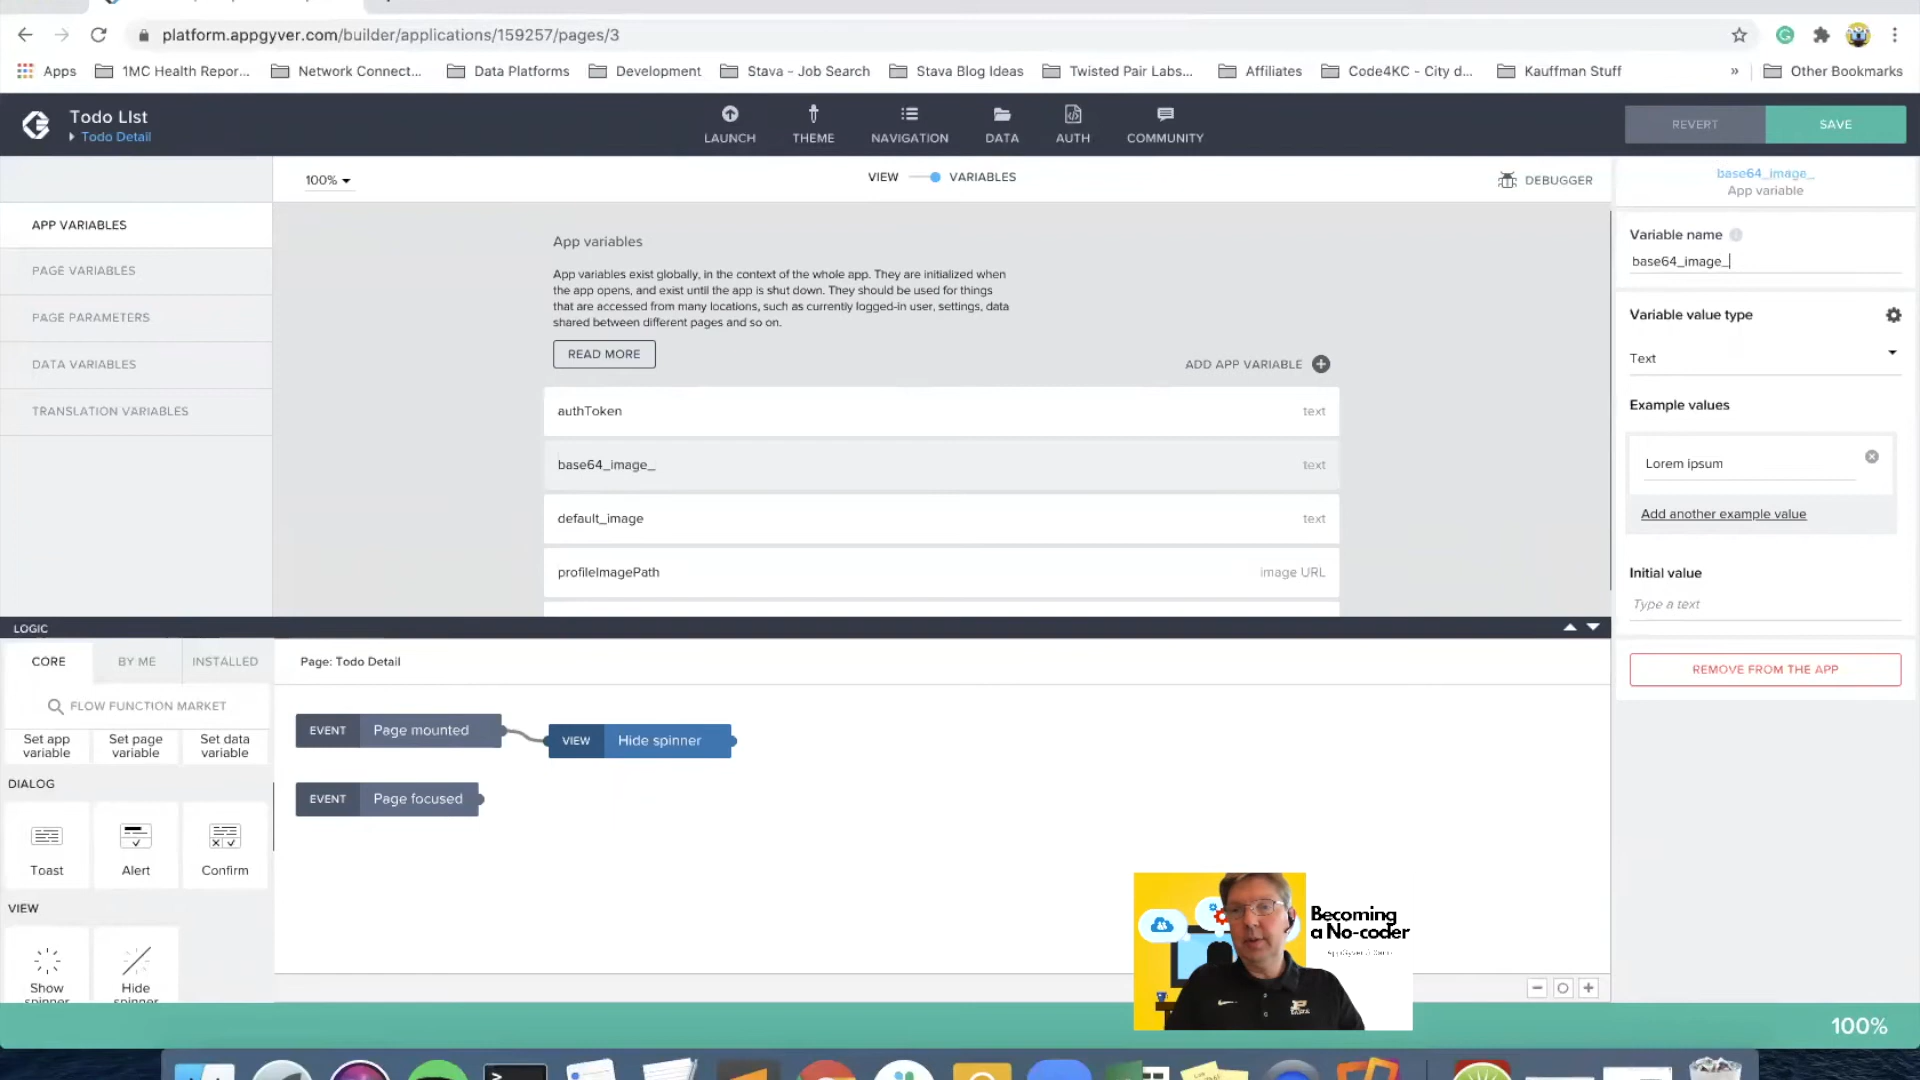 platform.appgyver.com/builder/applications/159257/pages/3
Apps
1MC Health Repor...
Network Connect...
Data Platforms
Development
Stava - Job Search
Stava Blog Ideas
Twisted Pair Labs...
Affiliates
Code4KC - City d...
Kauffman Stuff
»
Other Bookmarks
Todo LIst
Todo Detail
LAUNCH
THEME
NAVIGATION
DATA
AUTH
COMMUNITY
REVERT
SAVE
100%
VIEW
VARIABLES
DEBUGGER
base64_image_
App variable
APP VARIABLES
PAGE VARIABLES
PAGE PARAMETERS
DATA VARIABLES
TRANSLATION VARIABLES
App variables
App variables exist globally, in the context of the whole app. They are initialized when
the app opens, and exist until the app is shut down. They should be used for things
that are accessed from many locations, such as currently logged-in user, settings, data
shared between different pages and so on.
READ MORE
ADD APP VARIABLE
authToken text
base64_image_ text
default_image text
profileImagePath image URL
Variable name
base64_image_
Variable value type
Text
Example values
Lorem ipsum
Add another example value
Initial value
Type a text
REMOVE FROM THE APP
LOGIC
CORE
BY ME
INSTALLED
FLOW FUNCTION MARKET
Set app
variable
Set page
variable
Set data
variable
DIALOG
Toast
Alert
Confirm
VIEW
Show
spinner
Hide
spinner
Page: Todo Detail
EVENT Page mounted
VIEW Hide spinner
EVENT Page focused
Becoming
a No-coder
100%